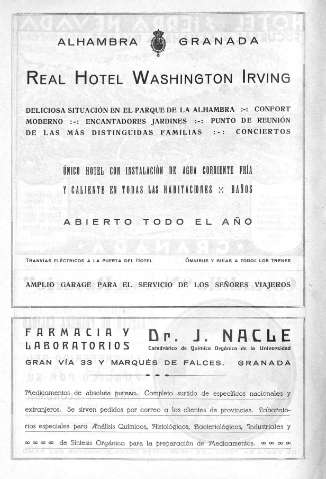 ALHAMBRA GRANADA
REAL HOTEL WASHINGTON IRVING
DELICIOSA SITUACIÓN EN EL PARQUE DE LA ALHAMBRA :-: CONFORT
MODERNO :-: ENCANTADORES JARDINES :-: PUNTO DE REUNIÓN
DE LAS MÁS DISTINGUIDAS FAMILIAS :-: CONCIERTOS
ÚNICO HOTEL CON INSTALACIÓN DE AGUA CORRIENTE FRÍA
Y CALIENTE EN TODAS LAS HABITACIONES :: BAÑOS
ABIERTO TODO EL AÑO
TRANVÍAS ELÉCTRICOS A LA PUERTA DEL HOTEL OMNIBUS Y GUÍAS A TODOS LOS TRENES
AMPLIO GARAGE PARA EL SERVICIO DE LOS SEÑORES VIAJEROS
FARMACIA Y LABORATORIOS Dr. J. NACLE
Catedrático de Química Orgánica de la Universidad
GRAN VÍA 33 Y MARQUÉS DE FALCES. GRANADA
Medicamentos de absoluta pureza. Completo surtido de específicos nacionales y
extranjeros. Se sirven pedidos por correo a los clientes de provincias. Laborato-
rios especiales para Análisis Químicos, Fisiológicos, Bacteriológicos, Industriales y
de Síntesis Orgánica para la preparación de Medicamentos.